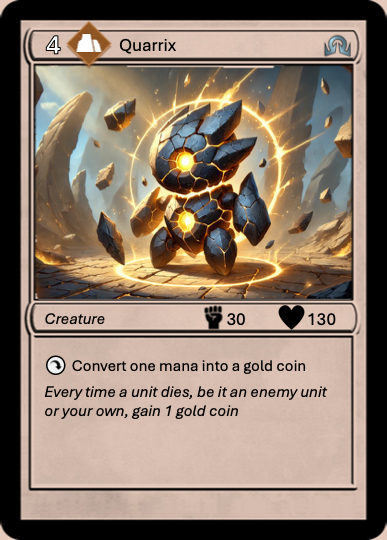 4 Quarrix
Creature 30 130
Convert one mana into a gold coin
Every time a unit dies, be it an enemy unit
or your own, gain 1 gold coin